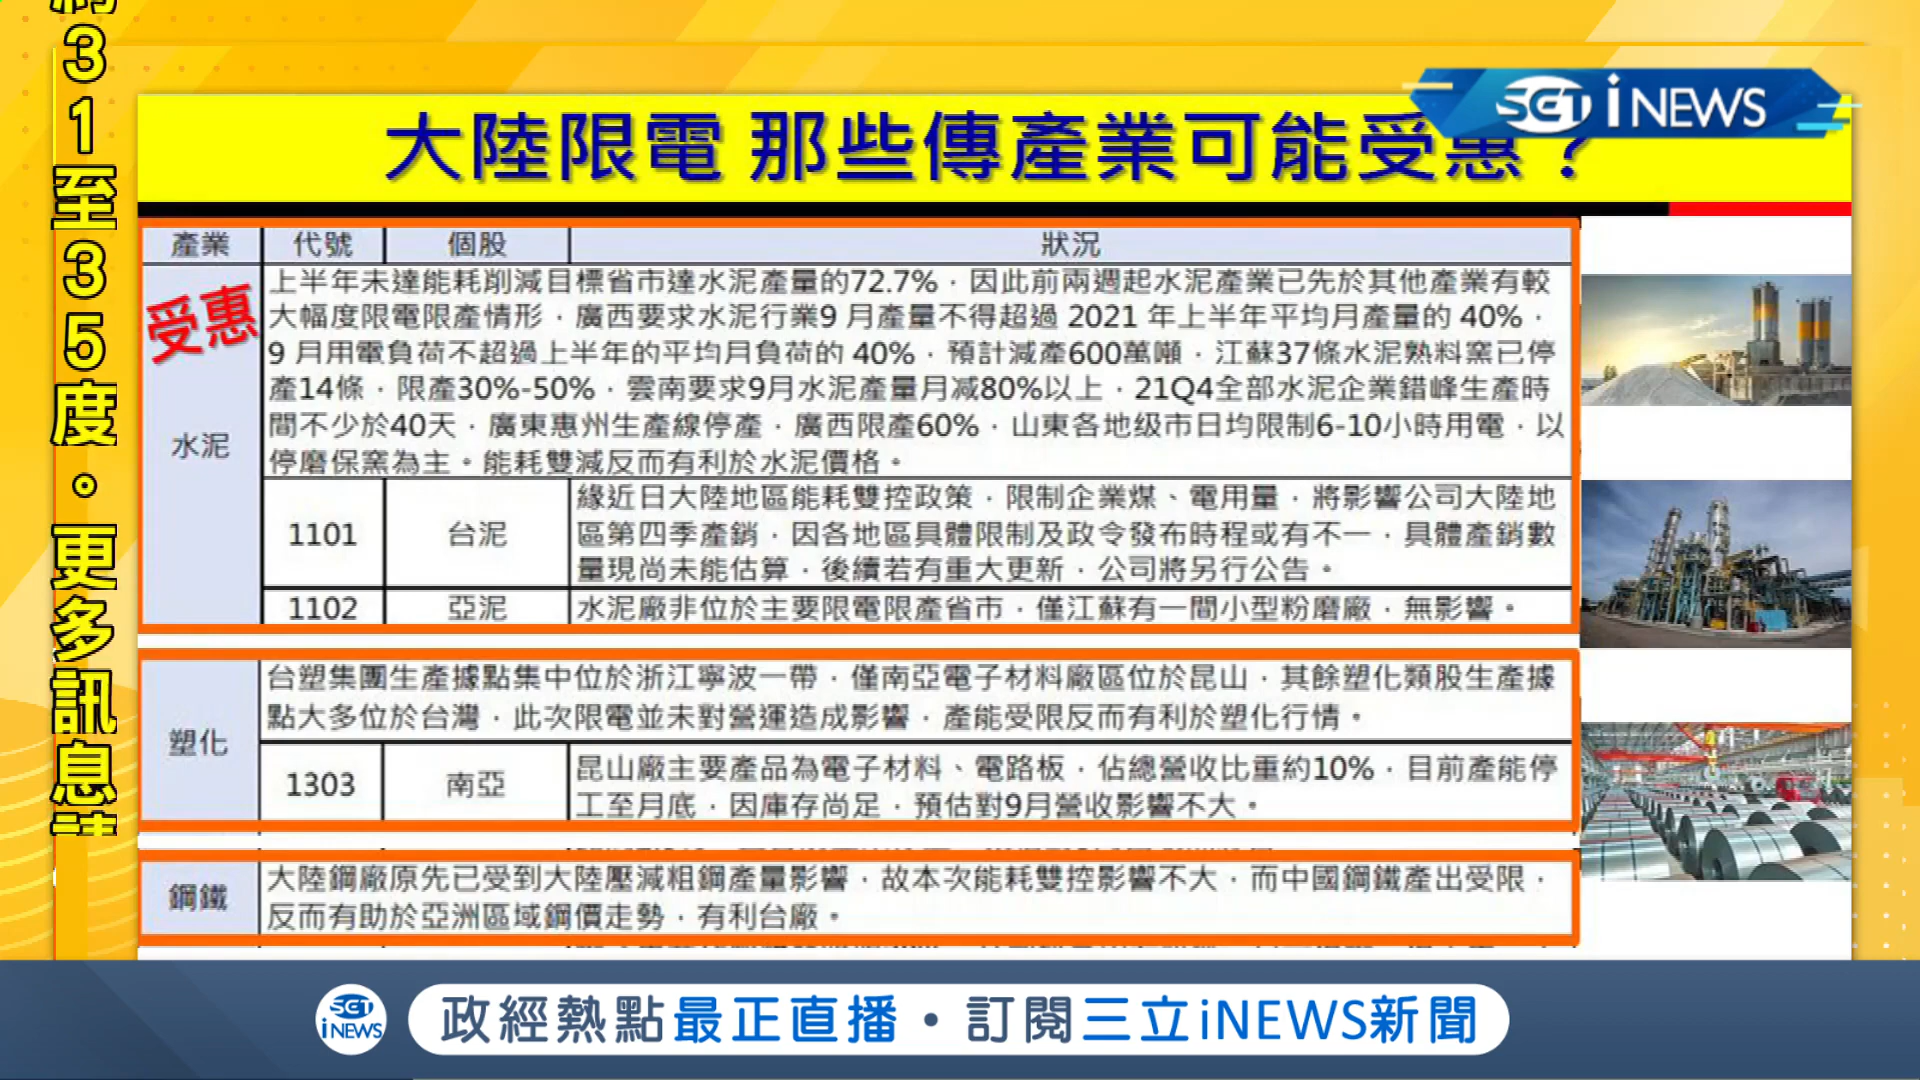 31至35度。更多訊息
SET iNEWS
大陸限電 那些傳產業可能受惠？
產業 代號 個股 狀況
受惠
水泥
上半年未達能耗削減目標省市達水泥產量的72.7%，因此前兩週起水泥產業已先於其他產業有較
大幅度限電限產情形，廣西要求水泥行業9 月產量不得超過 2021 年上半年平均月產量的 40%，
9 月用電負荷不超過上半年的平均月負荷的 40%，預計減產600萬噸，江蘇37條水泥熟料窯已停
產14條，限產30%-50%，雲南要求9月水泥產量月减80%以上，21Q4全部水泥企業錯峰生產時
間不少於40天，廣東惠州生產線停產，廣西限產60%，山東各地级市日均限制6-10小時用電，以
停磨保窯為主。能耗雙減反而有利於水泥價格。
1101 台泥
緣近日大陸地區能耗雙控政策，限制企業煤、電用量，將影響公司大陸地
區第四季產銷，因各地區具體限制及政令發布時程或有不一，具體產銷數
量現尚未能估算，後續若有重大更新，公司將另行公告。
1102 亞泥 水泥廠非位於主要限電限產省市，僅江蘇有一間小型粉磨廠，無影響。
塑化
台塑集團生產據點集中位於浙江寧波一帶，僅南亞電子材料廠區位於昆山，其餘塑化類股生產據
點大多位於台灣，此次限電並未對營運造成影響，產能受限反而有利於塑化行情。
1303 南亞
昆山廠主要產品為電子材料、電路板，佔總營收比重約10%，目前產能停
工至月底，因庫存尚足，預估對9月營收影響不大。
鋼鐵
大陸鋼廠原先已受到大陸壓減粗鋼產量影響，故本次能耗雙控影響不大，而中國鋼鐵產出受限，
反而有助於亞洲區域鋼價走勢，有利台廠。
SET iNEWS
政經熱點最正直播・訂閱三立iNEWS新聞